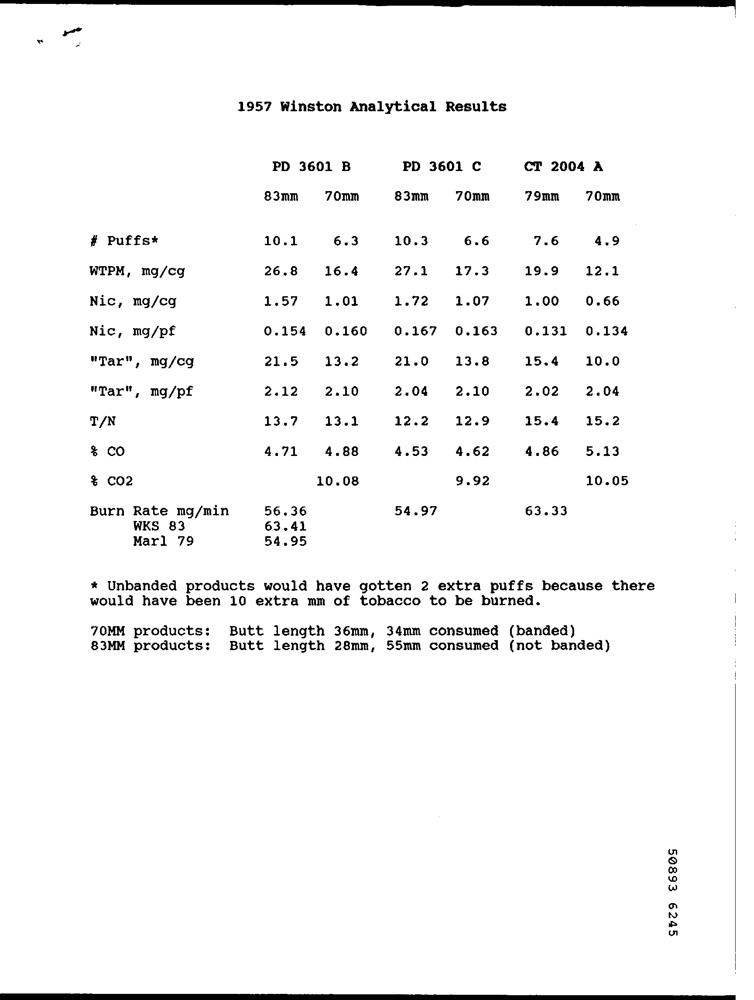 1957 Winston Analytical Results
PD 3601 B PD 3601 C CT 2004 A
83mm 70mm 83mm 70mm 79mm 70mm
# Puffs* 10.1 6.3 10.3 6.6 7.6 4.9
WTPM, mg/cg 26.8 16.4 27.1 17.3 19.9 12.1
Nic, mg/cg 1.57 1.01 1.72 1.07 1.00 0.66
Nic, mg/pf 0.154 0.160 0.167 0.163 0.131 0.134
"Tar", mg/cg 21.5 13.2 21.0 13.8 15.4 10.0
"Tar", mg/pf 2.12 2.10 2.04 2.10 2.02 2.04
T/N 13.7 13.1 12.2 12.9 15.4 15.2
% CO 4.71 4.88 4.53 4.62 4.86 5.13
% CO2 10.08 9.92 10.05
Burn Rate mg/min 56.36 54.97 63.33
WKS 83 63.41
Marl 79 54.95
* Unbanded products would have gotten 2 extra puffs because there
would have been 10 extra mm of tobacco to be burned.
70MM products: Butt length 36mm, 34mm consumed (banded)
83MM products: Butt length 28mm, 55mm consumed (not banded)
50893 6245